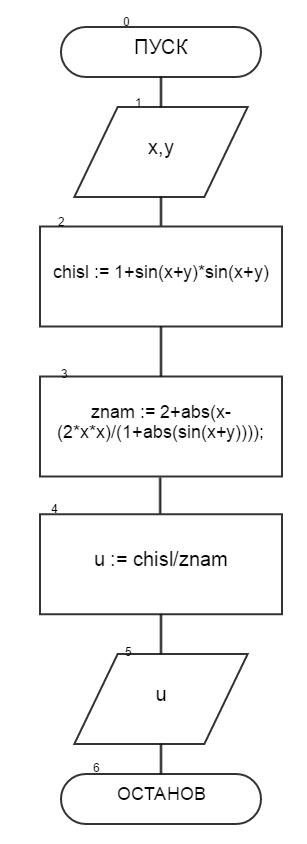 0
ПУСК
1
x,y
2
chisl := 1+sin(x+y)*sin(x+y)
3
znam := 2+abs(x-
(2*x*x)/(1+abs(sin(x+y))));
4
u := chisl/znam
5
u
6
ОСТАНОВ